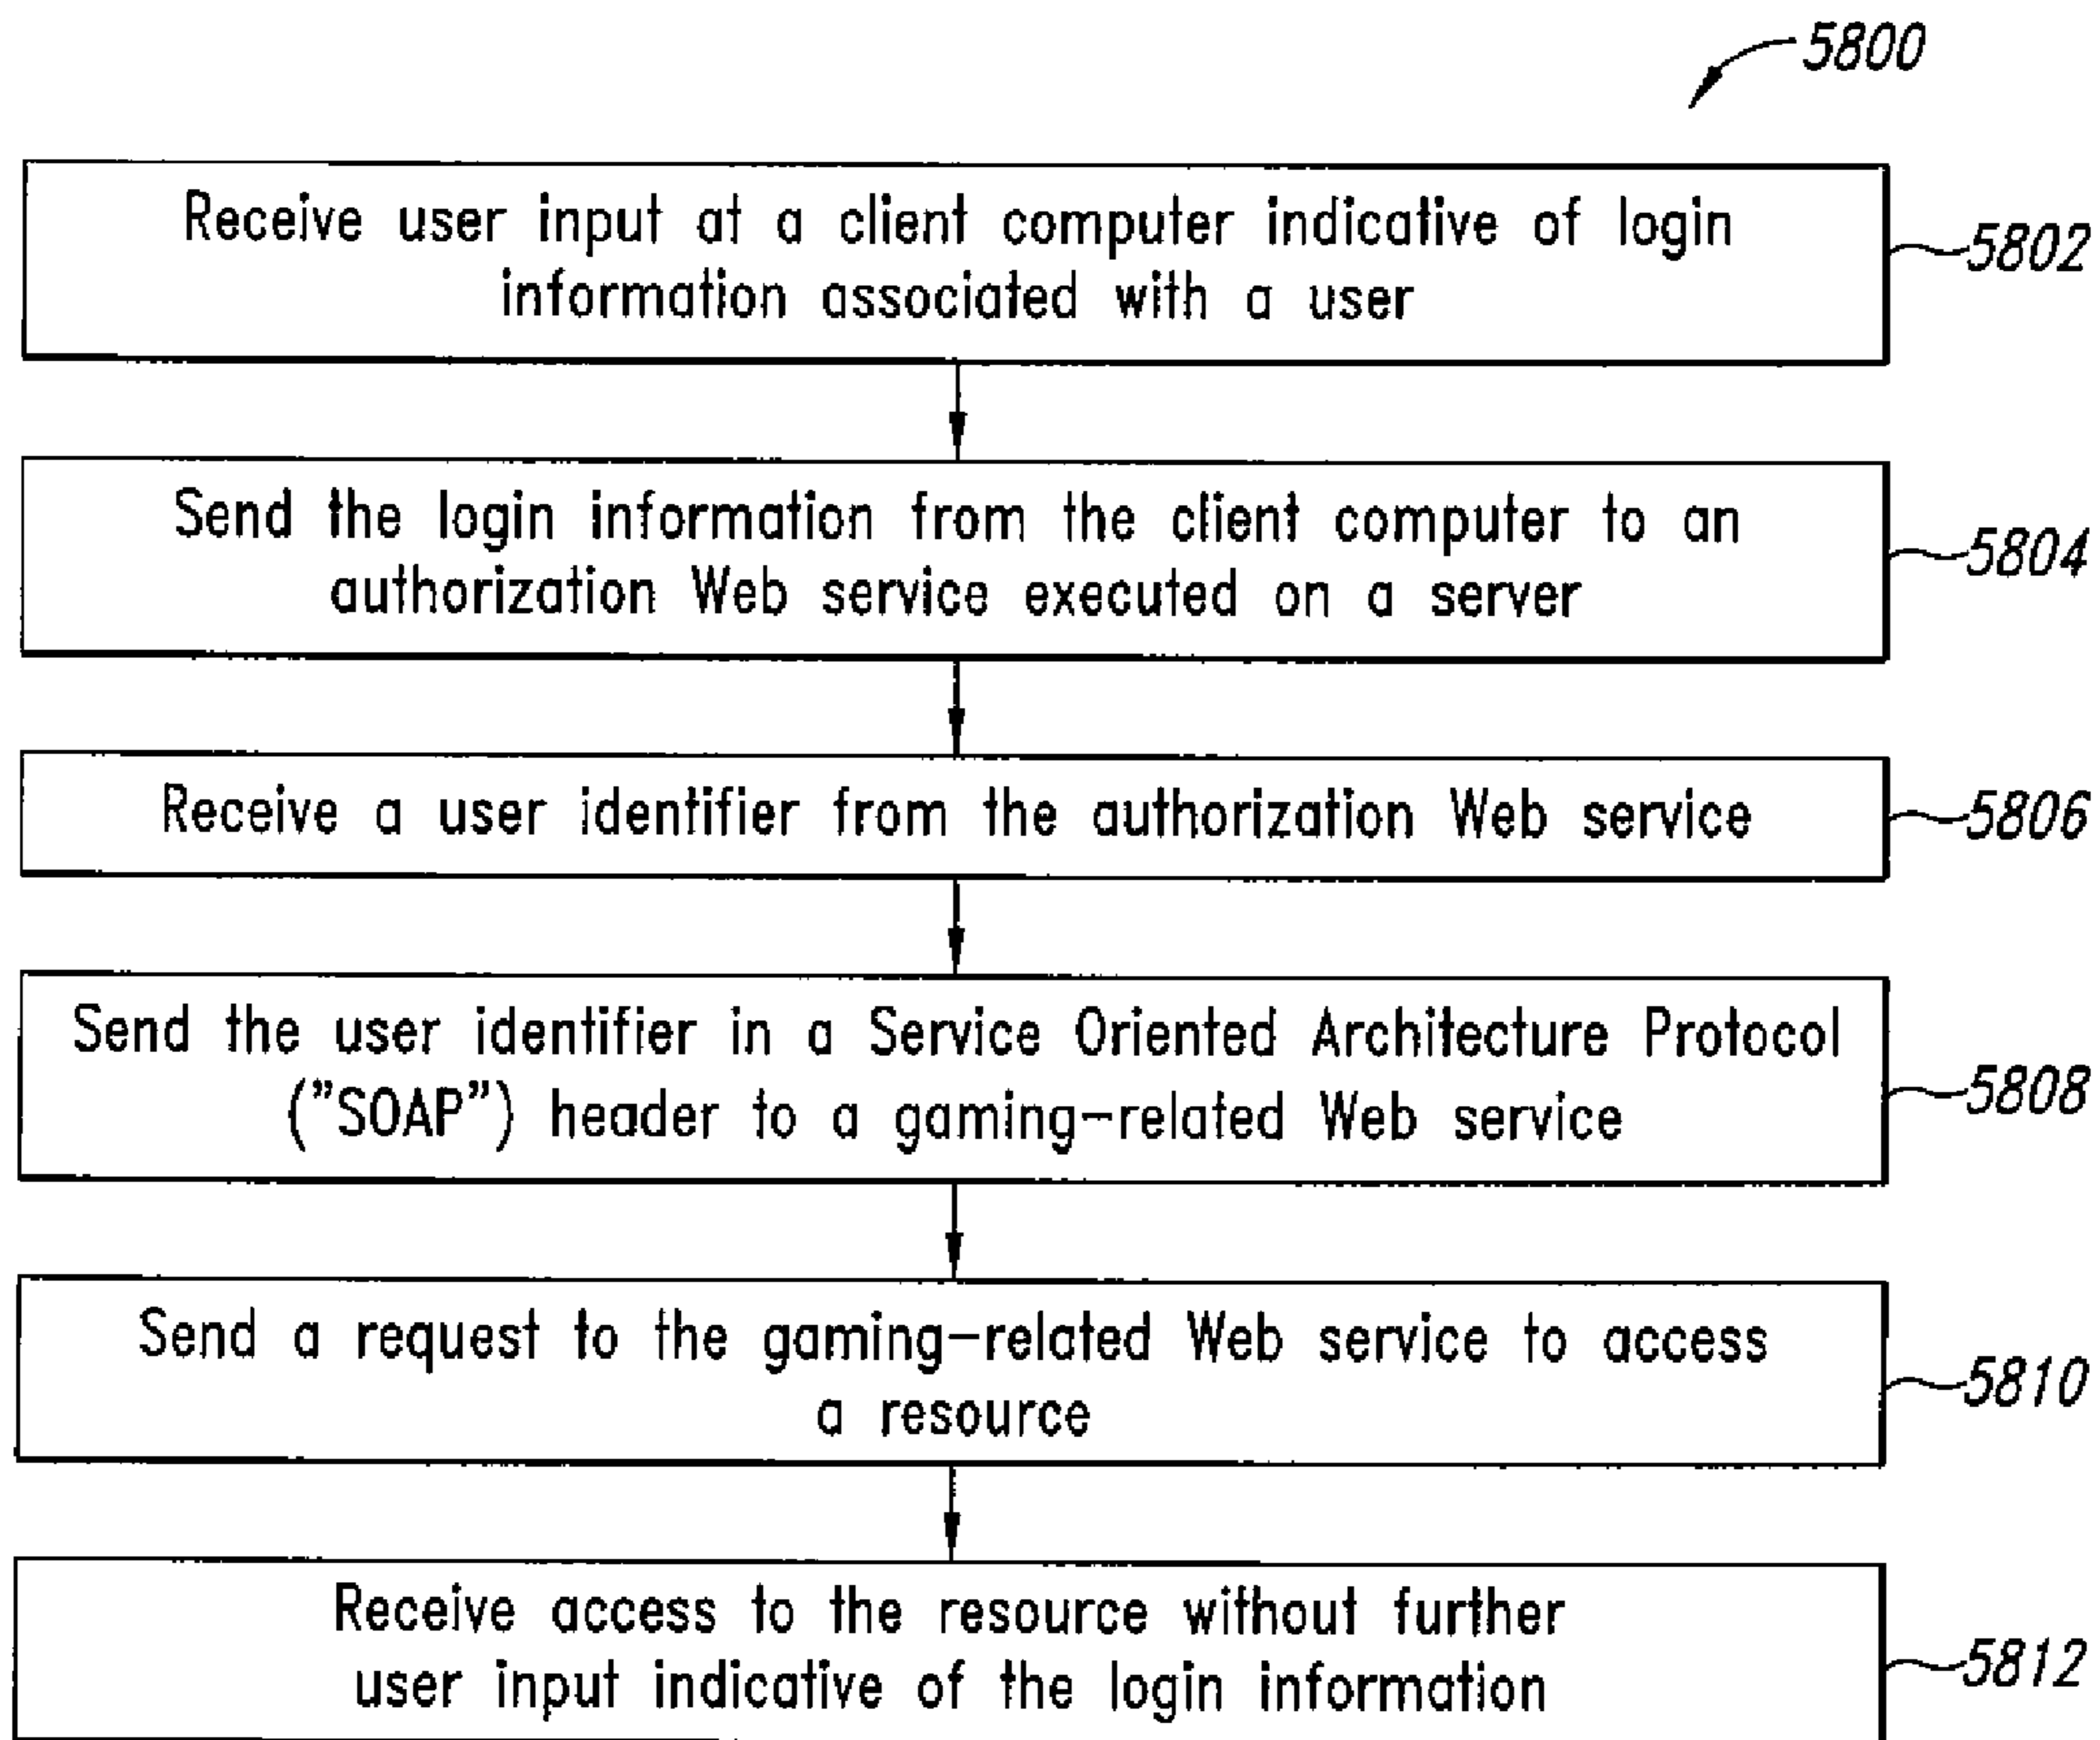 5800
Receive user input at a client computer indicative of login
information associated with a user
5802
Send the login information from the client computer to an
authorization Web service executed on a server
5804
Receive a user identifier from the authorization Web service
5806
Send the user identifier in a Service Oriented Architecture Protocol
(”SOAP”) header to a gaming-related Web service
5808
Send a request to the gaming-related Web service to access
a resource
5810
Receive access to the resource without further
user input indicative of the login information
5812